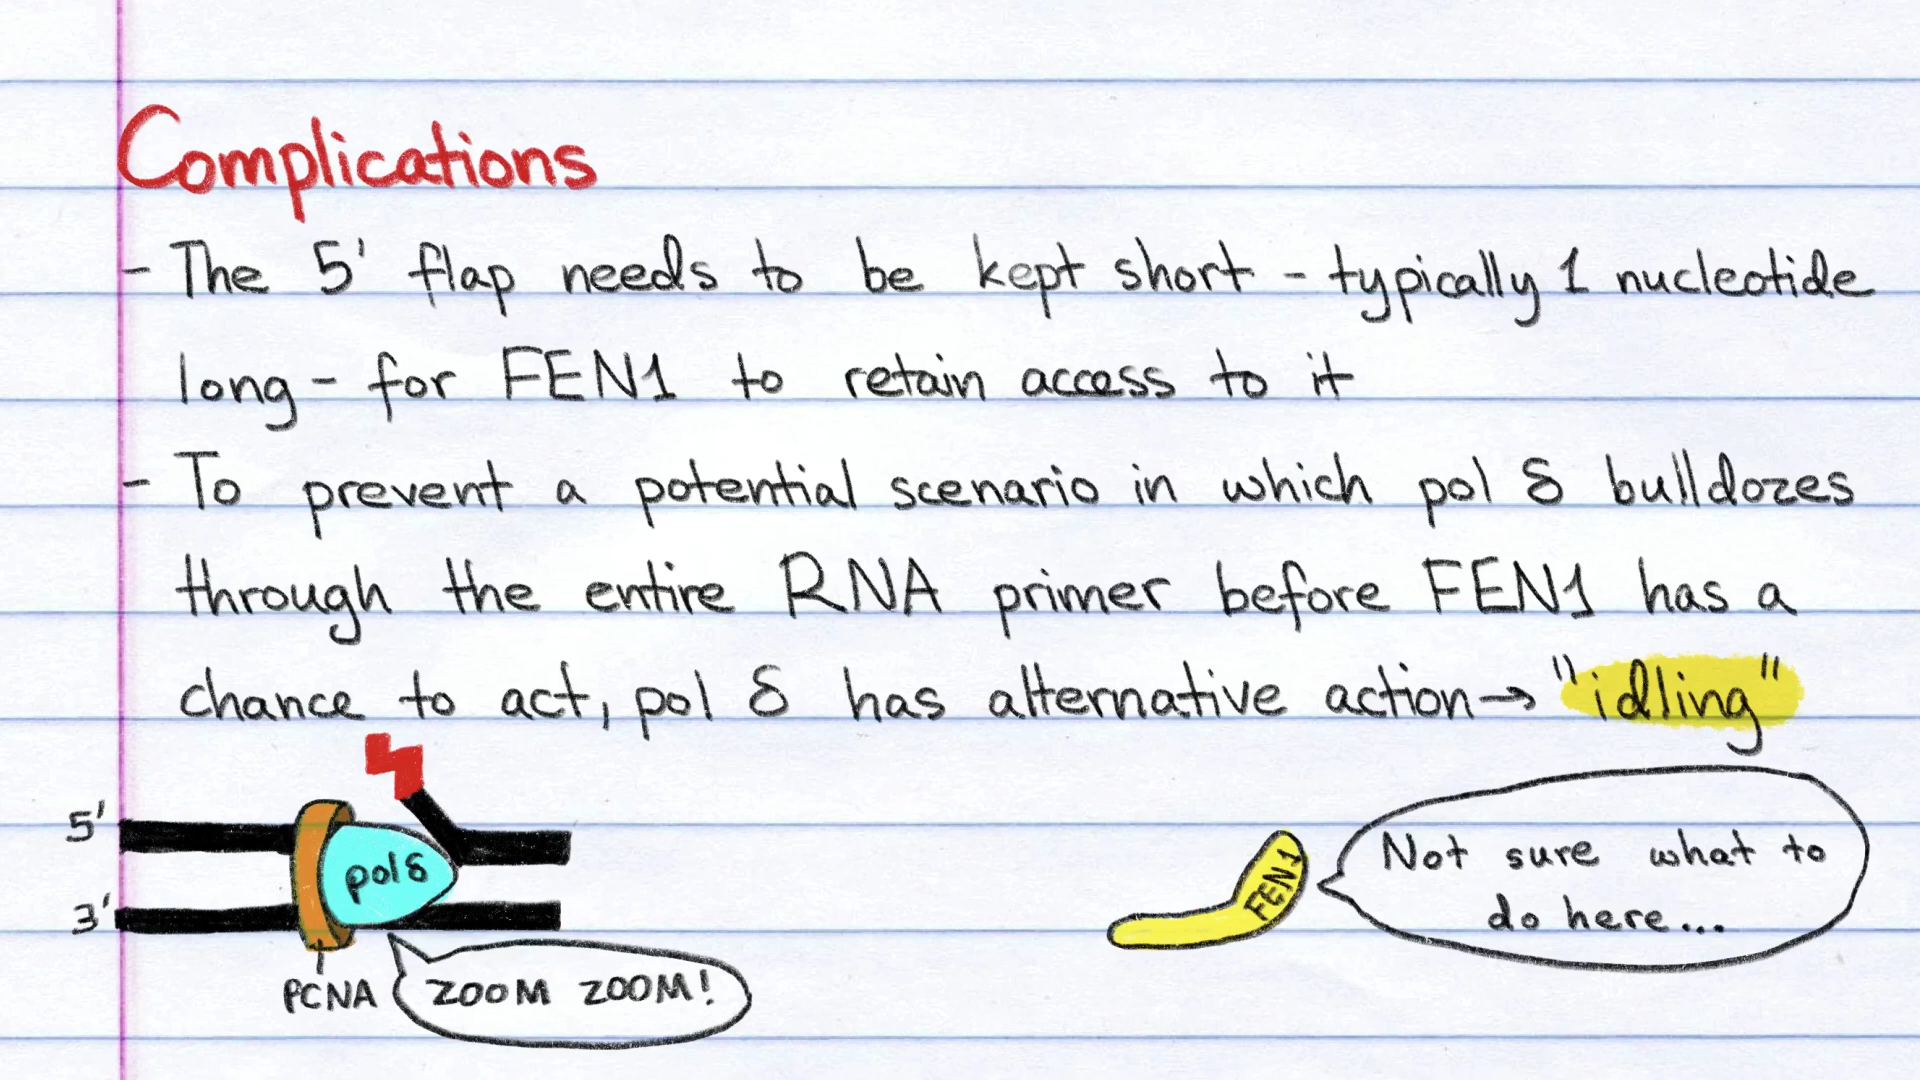 Complications
- The 5' flap needs to be kept short - typically 1 nucleotide
long - for FEN1 to retain access to it
- To prevent a potential scenario in which pol δ bulldozes
through the entire RNA primer before FEN1 has a
chance to act, pol δ has alternative action → "idling"
5'
pol δ
3'
PCNA
ZOOM ZOOM!
FEN1
Not sure what to
do here...